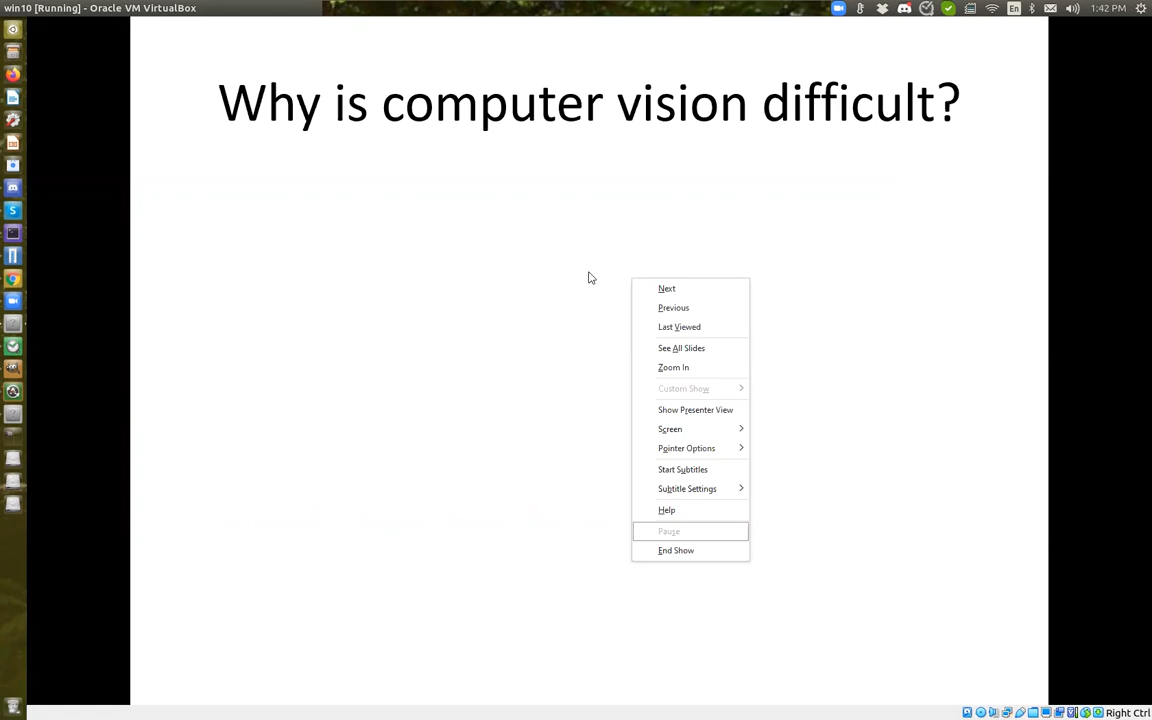 win10 [Running] - Oracle VM VirtualBox
En
1:42 PM
Why is computer vision difficult?
Next
Previous
Last Viewed
See All Slides
Zoom In
Custom Show
Show Presenter View
Screen
Pointer Options
Start Subtitles
Subtitle Settings
Help
Pause
End Show
Right Ctrl